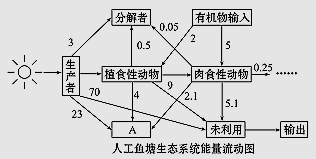 分解者
有机物输入
3
0.05
0.5
2
5
生产者
植食性动物
肉食性动物
0.25
……
9
4
2.1
5.1
70
23
A
未利用
输出
人工鱼塘生态系统能量流动图